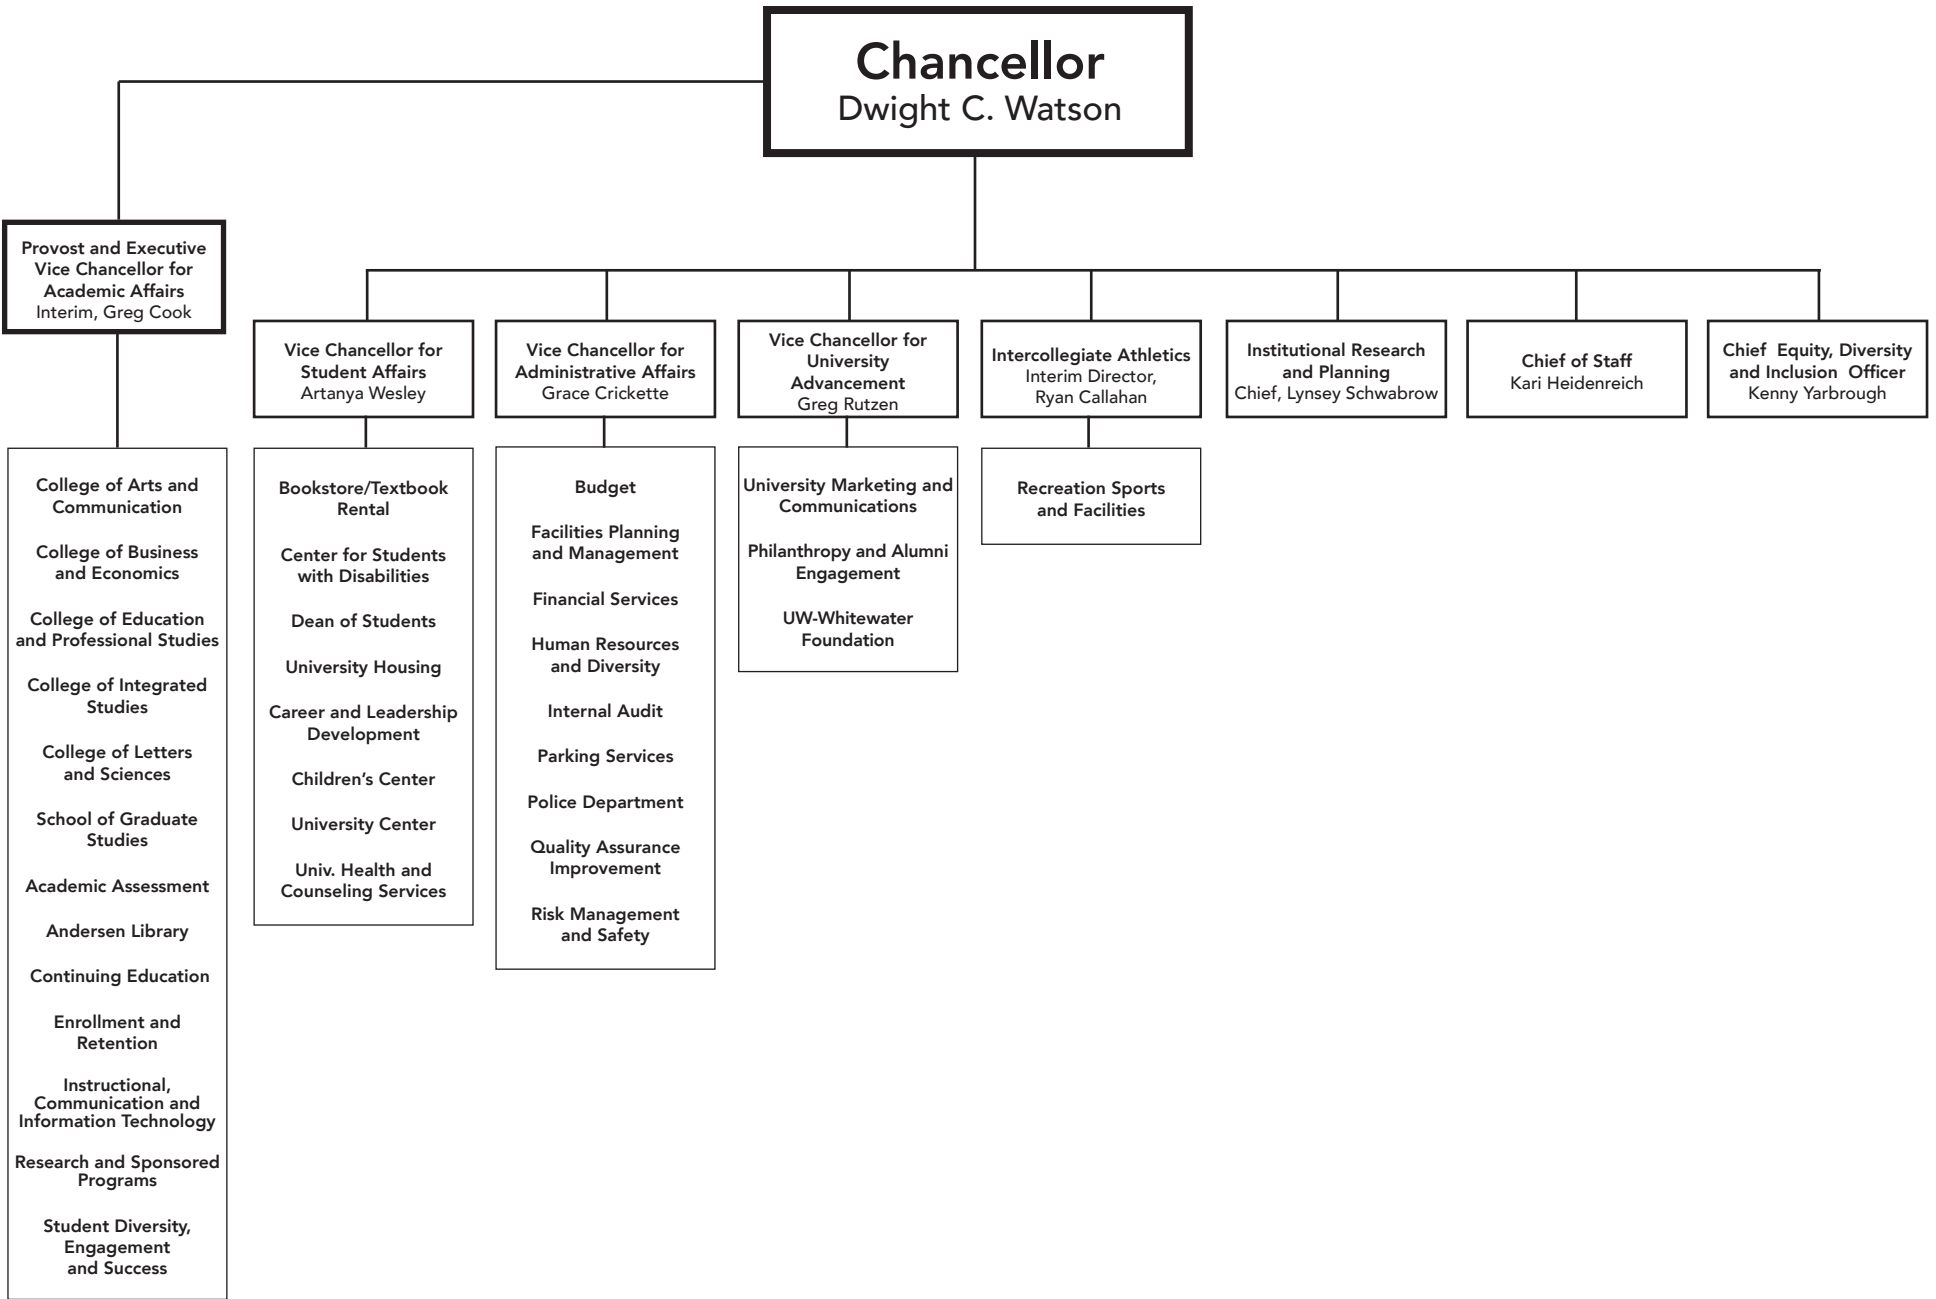 Chancellor
Dwight C. Watson
Provost and Executive
Vice Chancellor for
Academic Affairs
Interim, Greg Cook
Vice Chancellor for
Student Affairs
Artanya Wesley
Vice Chancellor for
Administrative Affairs
Grace Crickette
Vice Chancellor for
University
Advancement
Greg Rutzen
Intercollegiate Athletics
Interim Director,
Ryan Callahan
Institutional Research
and Planning
Chief, Lynsey Schwabrow
Chief of Staff
Kari Heidenreich
Chief Equity, Diversity
and Inclusion Officer
Kenny Yarbrough
College of Arts and
Communication
College of Business
and Economics
College of Education
and Professional Studies
College of Integrated
Studies
College of Letters
and Sciences
School of Graduate
Studies
Academic Assessment
Andersen Library
Continuing Education
Enrollment and
Retention
Instructional,
Communication and
Information Technology
Research and Sponsored
Programs
Student Diversity,
Engagement
and Success
Bookstore/Textbook
Rental
Center for Students
with Disabilities
Dean of Students
University Housing
Career and Leadership
Development
Children’s Center
University Center
Univ. Health and
Counseling Services
Budget
Facilities Planning
and Management
Financial Services
Human Resources
and Diversity
Internal Audit
Parking Services
Police Department
Quality Assurance
Improvement
Risk Management
and Safety
University Marketing and
Communications
Philanthropy and Alumni
Engagement
UW-Whitewater
Foundation
Recreation Sports
and Facilities